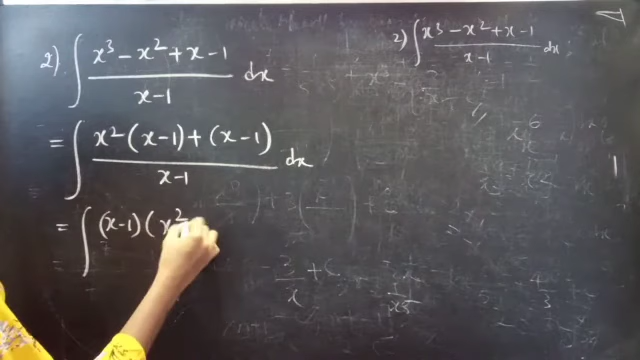 2) ∫ x³ - x² + x - 1 / x - 1 dx
= ∫ x² (x - 1) + (x - 1) / x - 1 dx
= ∫ (x - 1) ( x²
2) ∫ x³ - x² + x - 1 / x - 1 dx